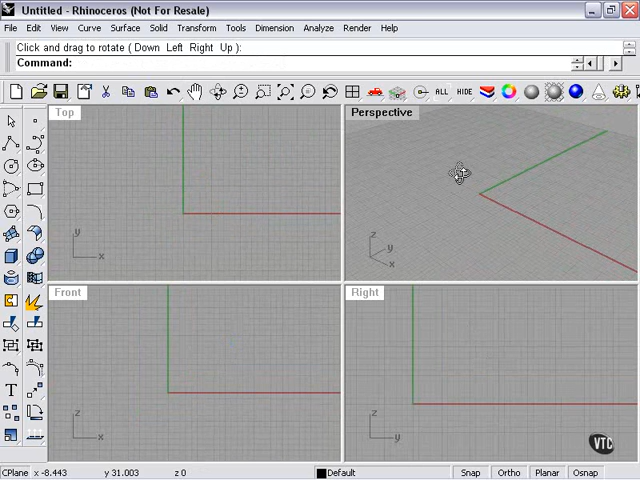 Untitled - Rhinoceros (Not For Resale)
File Edit View Curve Surface Solid Transform Tools Dimension Analyze Render Help
Click and drag to rotate ( Down Left Right Up ):
Command:
ALL HIDE
Top
Perspective
y
x
z
y
x
Front
Right
z
x
z
y
T
VTC
CPlane x -8.443 y 31.003 z 0 Default Snap Ortho Planar Osnap